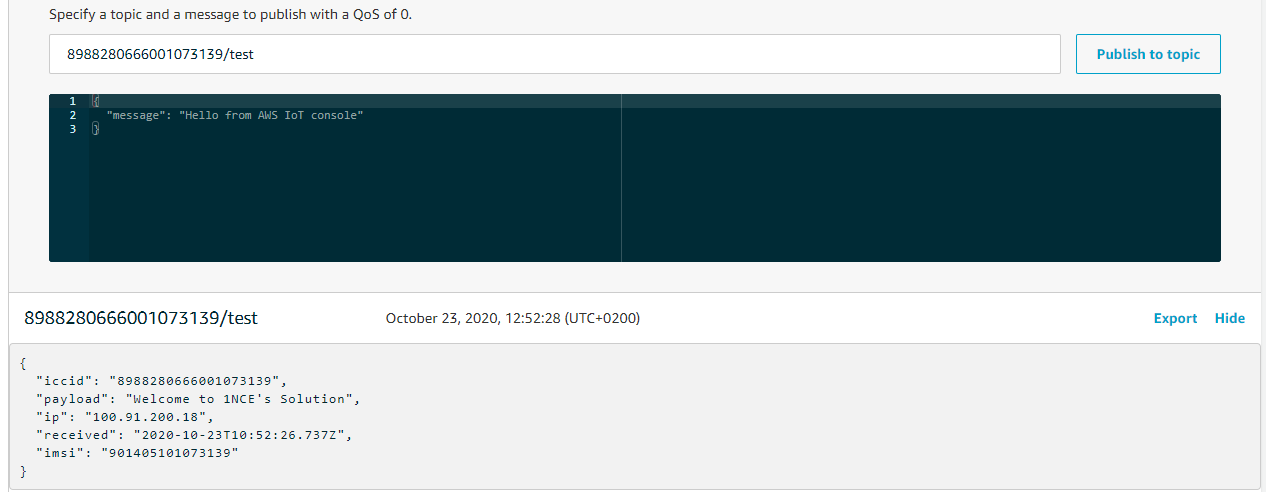 Specify a topic and a message to publish with a QoS of 0.
8988280666001073139/test
Publish to topic
1 {
2 "message": "Hello from AWS IoT console"
3 }
8988280666001073139/test October 23, 2020, 12:52:28 (UTC+0200) Export Hide
{
"iccid": "8988280666001073139",
"payload": "Welcome to 1NCE's Solution",
"ip": "100.91.200.18",
"received": "2020-10-23T10:52:26.737Z",
"imsi": "901405101073139"
}